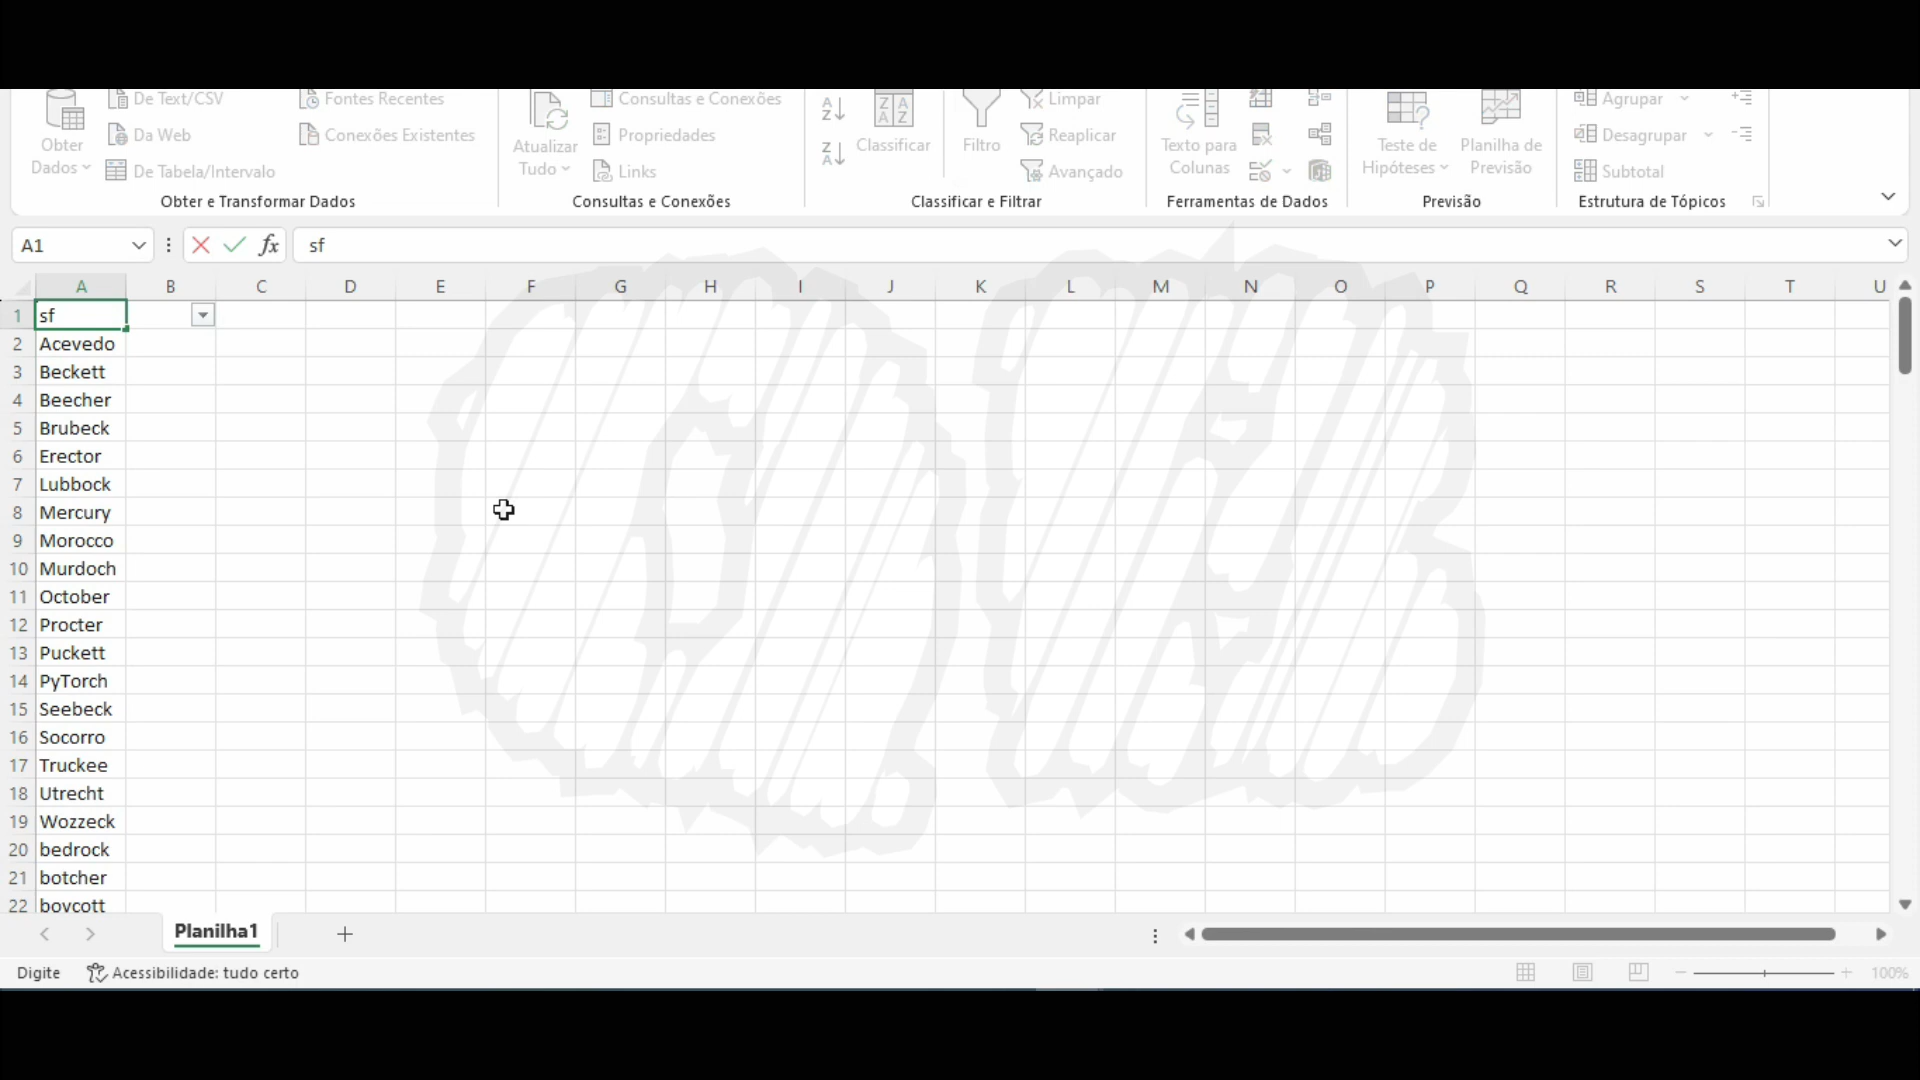 Obter Dados
De Text/CSV
Da Web
De Tabela/Intervalo
Fontes Recentes
Conexões Existentes
Obter e Transformar Dados
Atualizar Tudo
Consultas e Conexões
Propriedades
Links
Consultas e Conexões
Classificar
Filtro
Limpar
Reaplicar
Avançado
Classificar e Filtrar
Texto para Colunas
Ferramentas de Dados
Teste de Hipóteses
Planilha de Previsão
Previsão
Agrupar
Desagrupar
Subtotal
Estrutura de Tópicos
A1 fx sf
A B C D E F G H I J K L M N O P Q R S T U
1 sf
2 Acevedo
3 Beckett
4 Beecher
5 Brubeck
6 Erector
7 Lubbock
8 Mercury
9 Morocco
10 Murdoch
11 October
12 Procter
13 Puckett
14 PyTorch
15 Seebeck
16 Socorro
17 Truckee
18 Utrecht
19 Wozzeck
20 bedrock
21 botcher
22 boycott
Planilha1
Digite Acessibilidade: tudo certo 100%